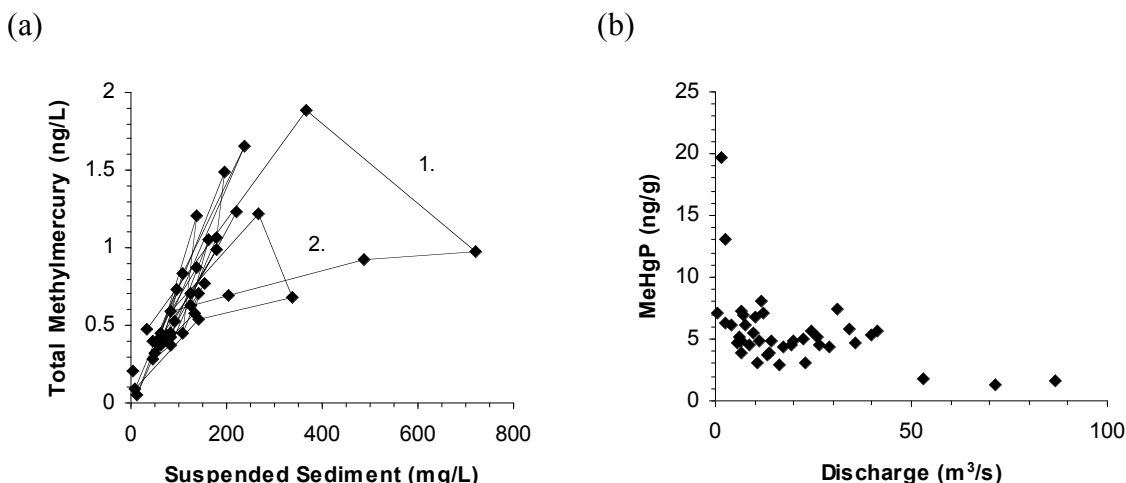 (a)
(b)
Total Methylmercury (ng/L)
2
1.5
1
0.5
0
1.
2.
0 200 400 600 800
Suspended Sediment (mg/L)
MeHgP (ng/g)
25
20
15
10
5
0
0 50 100
Discharge (m³/s)